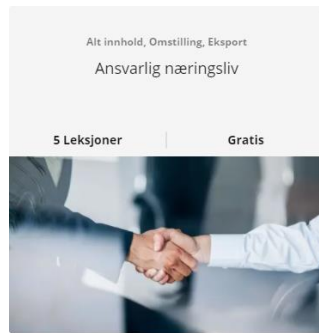 Alt innhold, Omstilling, Eksport
Ansvarlig næringsliv
5 Leksjoner Gratis